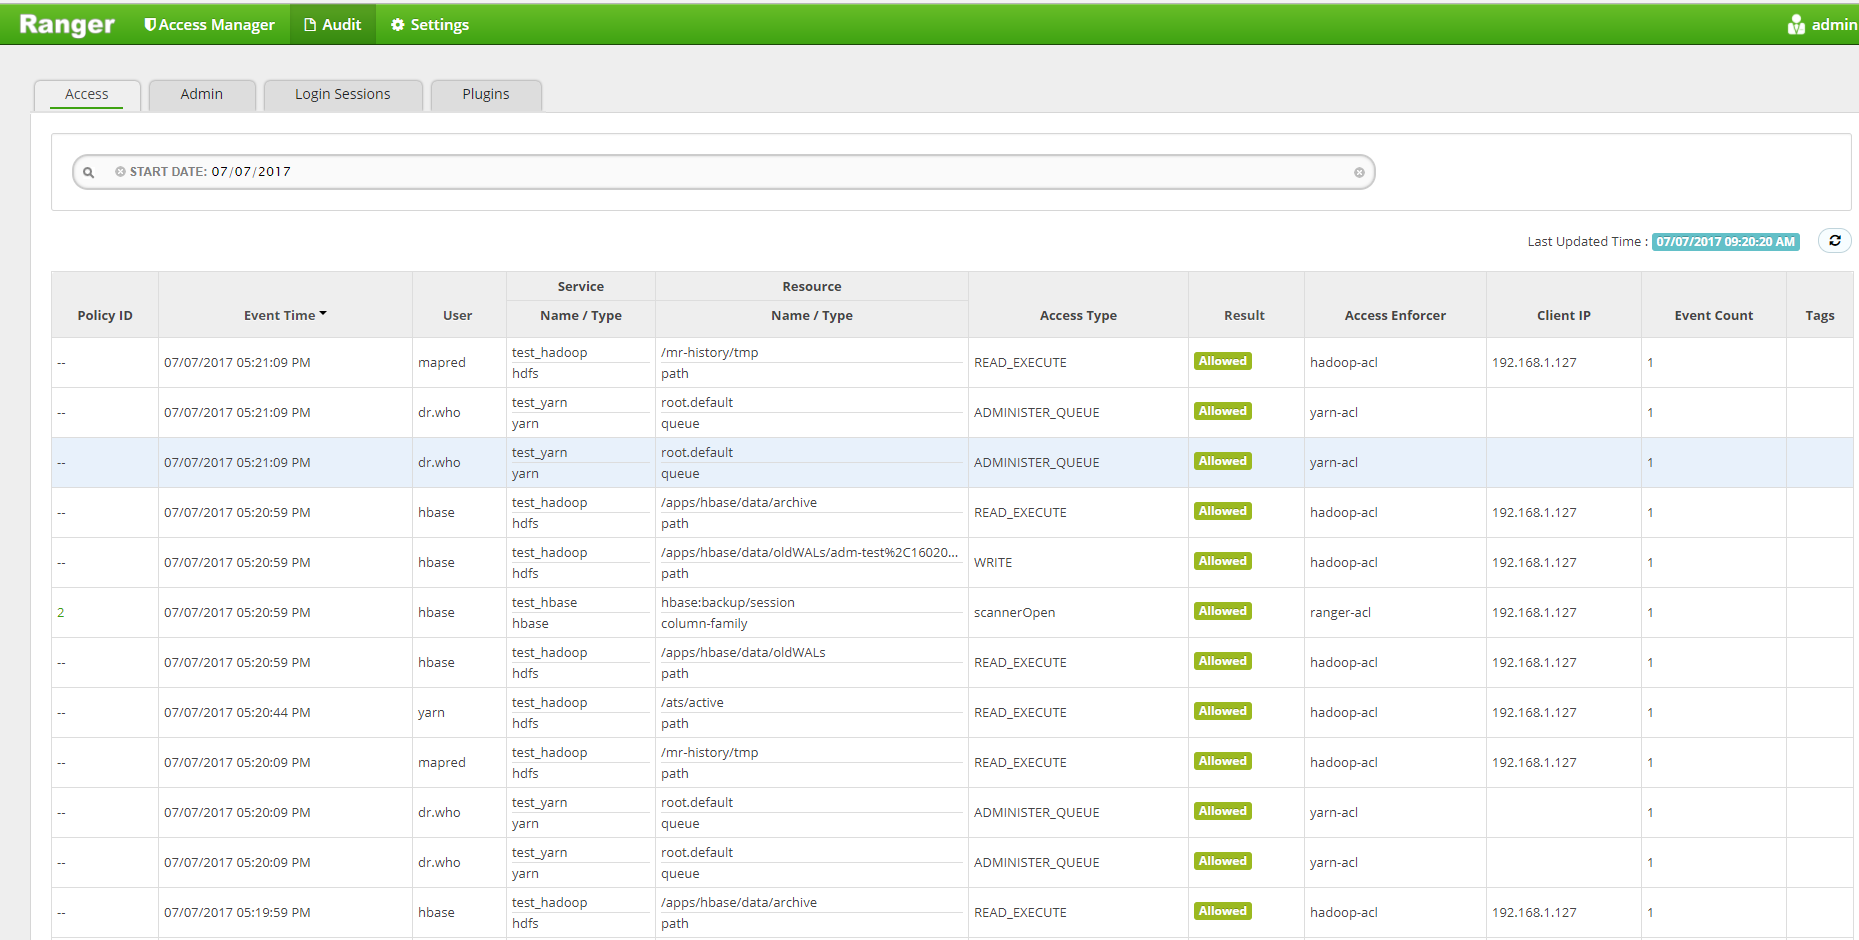 Ranger Access Manager Audit Settings admin
Access Admin Login Sessions Plugins
START DATE: 07/07/2017
Last Updated Time : 07/07/2017 09:20:20 AM
Service Resource
Policy ID Event Time User Name / Type Name / Type Access Type Result Access Enforcer Client IP Event Count Tags
test_hadoop /mr-history/tmp
-- 07/07/2017 05:21:09 PM mapred READ_EXECUTE Allowed hadoop-acl 192.168.1.127 1
hdfs path
test_yarn root.default
-- 07/07/2017 05:21:09 PM dr.who ADMINISTER_QUEUE Allowed yarn-acl 1
yarn queue
test_yarn root.default
-- 07/07/2017 05:21:09 PM dr.who ADMINISTER_QUEUE Allowed yarn-acl 1
yarn queue
test_hadoop /apps/hbase/data/archive
-- 07/07/2017 05:20:59 PM hbase READ_EXECUTE Allowed hadoop-acl 192.168.1.127 1
hdfs path
test_hadoop /apps/hbase/data/oldWALs/adm-test%2C16020...
-- 07/07/2017 05:20:59 PM hbase WRITE Allowed hadoop-acl 192.168.1.127 1
hdfs path
test_hbase hbase:backup/session
2 07/07/2017 05:20:59 PM hbase scannerOpen Allowed ranger-acl 192.168.1.127 1
hbase column-family
test_hadoop /apps/hbase/data/oldWALs
-- 07/07/2017 05:20:59 PM hbase READ_EXECUTE Allowed hadoop-acl 192.168.1.127 1
hdfs path
test_hadoop /ats/active
-- 07/07/2017 05:20:44 PM yarn READ_EXECUTE Allowed hadoop-acl 192.168.1.127 1
hdfs path
test_hadoop /mr-history/tmp
-- 07/07/2017 05:20:09 PM mapred READ_EXECUTE Allowed hadoop-acl 192.168.1.127 1
hdfs path
test_yarn root.default
-- 07/07/2017 05:20:09 PM dr.who ADMINISTER_QUEUE Allowed yarn-acl 1
yarn queue
test_yarn root.default
-- 07/07/2017 05:20:09 PM dr.who ADMINISTER_QUEUE Allowed yarn-acl 1
yarn queue
test_hadoop /apps/hbase/data/archive
-- 07/07/2017 05:19:59 PM hbase READ_EXECUTE Allowed hadoop-acl 192.168.1.127 1
hdfs path